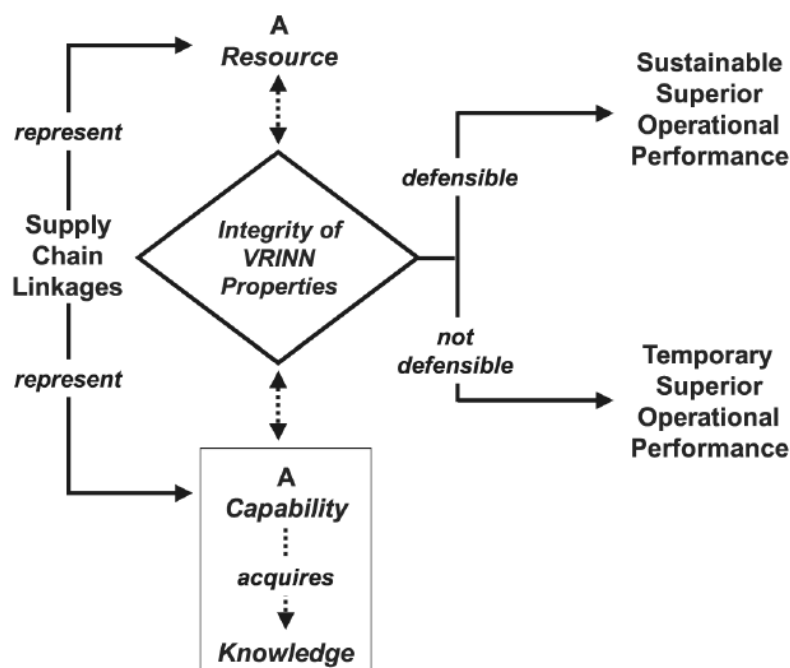 A
Resource
represent
Supply
Chain
Linkages
represent
Integrity of
VRINN
Properties
defensible
not
defensible
Sustainable
Superior
Operational
Performance
Temporary
Superior
Operational
Performance
A
Capability
acquires
Knowledge